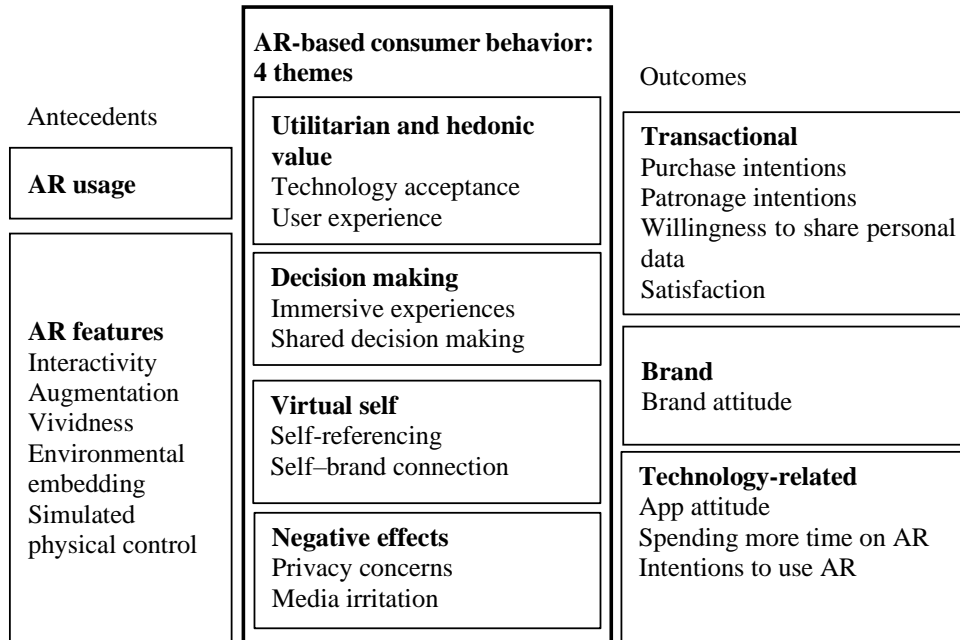 Antecedents
AR usage
AR features
Interactivity
Augmentation
Vividness
Environmental
embedding
Simulated
physical control
AR-based consumer behavior:
4 themes
Utilitarian and hedonic
value
Technology acceptance
User experience
Decision making
Immersive experiences
Shared decision making
Virtual self
Self-referencing
Self–brand connection
Negative effects
Privacy concerns
Media irritation
Outcomes
Transactional
Purchase intentions
Patronage intentions
Willingness to share personal
data
Satisfaction
Brand
Brand attitude
Technology-related
App attitude
Spending more time on AR
Intentions to use AR